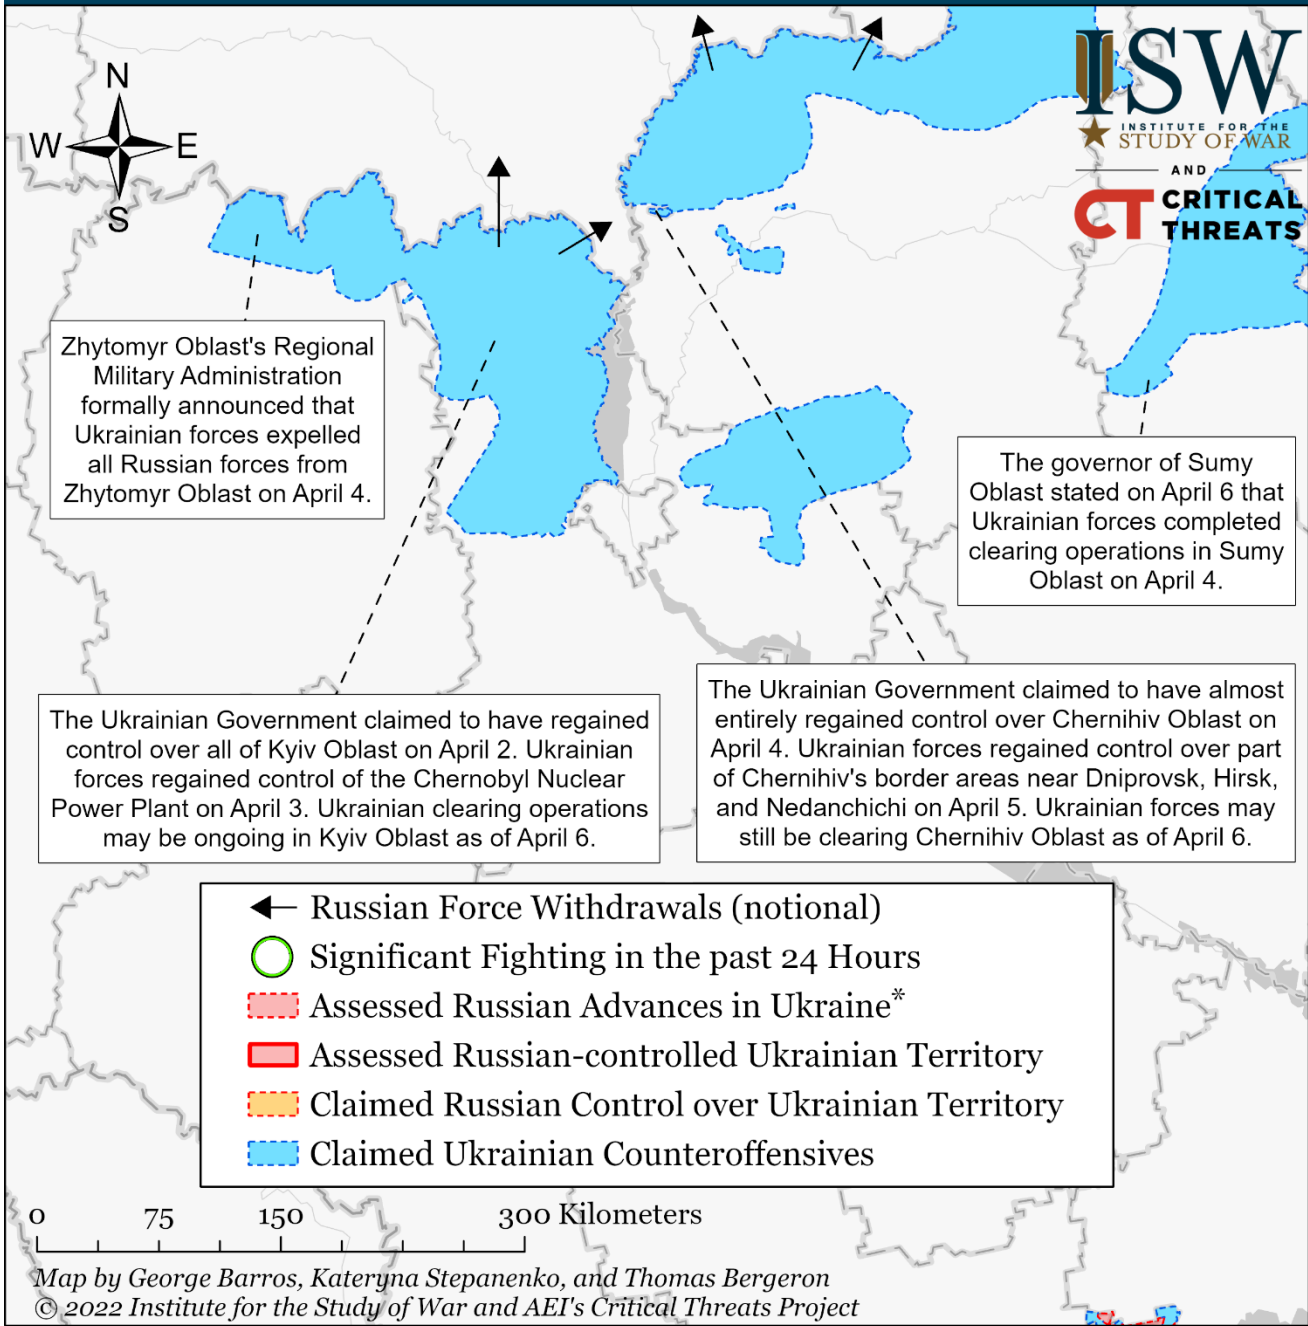 N
W E
S
ISW
INSTITUTE FOR THE
STUDY OF WAR
AND
CT CRITICAL
THREATS
Zhytomyr Oblast's Regional
Military Administration
formally announced that
Ukrainian forces expelled
all Russian forces from
Zhytomyr Oblast on April 4.
The governor of Sumy
Oblast stated on April 6 that
Ukrainian forces completed
clearing operations in Sumy
Oblast on April 4.
The Ukrainian Government claimed to have regained
control over all of Kyiv Oblast on April 2. Ukrainian
forces regained control of the Chernobyl Nuclear
Power Plant on April 3. Ukrainian clearing operations
may be ongoing in Kyiv Oblast as of April 6.
The Ukrainian Government claimed to have almost
entirely regained control over Chernihiv Oblast on
April 4. Ukrainian forces regained control over part
of Chernihiv's border areas near Dniprovsk, Hirsk,
and Nedanchichi on April 5. Ukrainian forces may
still be clearing Chernihiv Oblast as of April 6.
Russian Force Withdrawals (notional)
Significant Fighting in the past 24 Hours
Assessed Russian Advances in Ukraine*
Assessed Russian-controlled Ukrainian Territory
Claimed Russian Control over Ukrainian Territory
Claimed Ukrainian Counteroffensives
0 75 150 300 Kilometers
Map by George Barros, Kateryna Stepanenko, and Thomas Bergeron
© 2022 Institute for the Study of War and AEI's Critical Threats Project